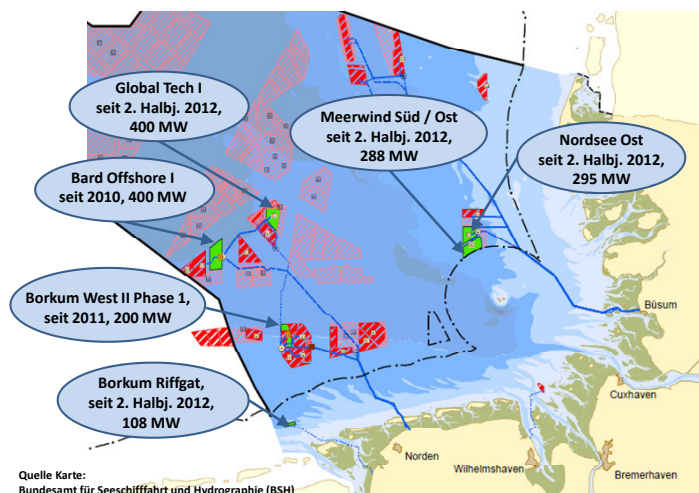 Global Tech I
seit 2. Halbj. 2012,
400 MW
Meerwind Süd / Ost
seit 2. Halbj. 2012,
288 MW
Nordsee Ost
seit 2. Halbj. 2012,
295 MW
Bard Offshore I
seit 2010, 400 MW
Borkum West II Phase 1,
seit 2011, 200 MW
Borkum Riffgat,
seit 2. Halbj. 2012,
108 MW
Büsum
Cuxhaven
Norden
Wilhelmshaven
Bremerhaven
Quelle Karte:
Bundesamt für Seeschifffahrt und Hydrographie (BSH)